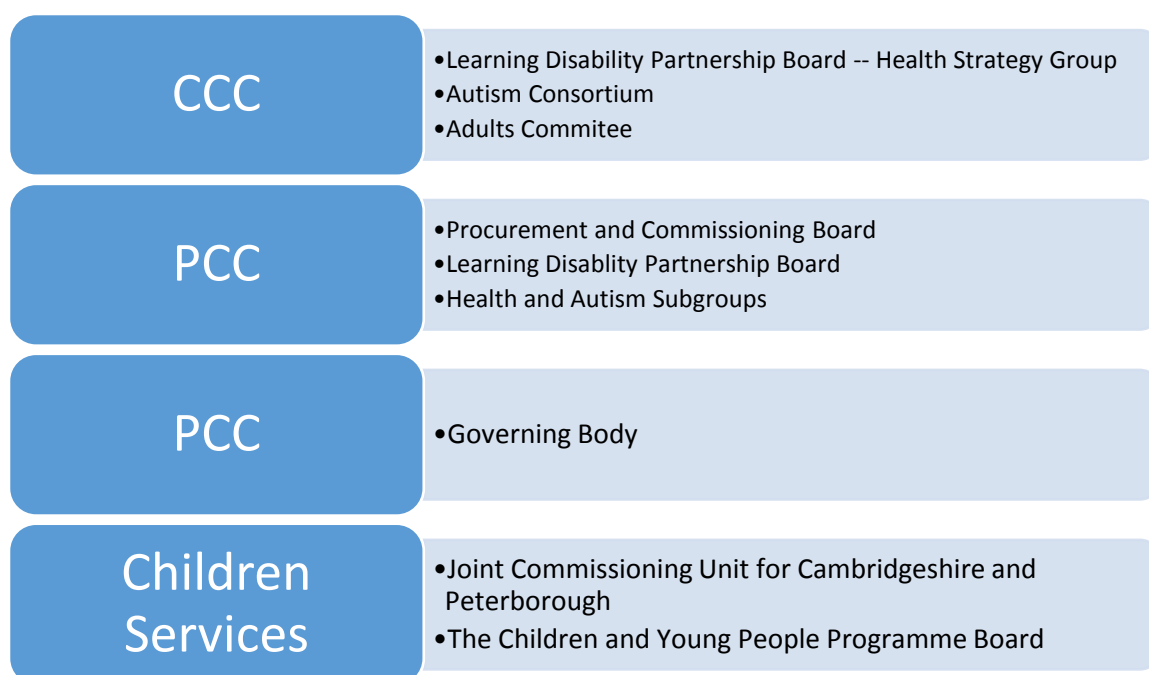 CCC
•Learning Disability Partnership Board -- Health Strategy Group
•Autism Consortium
•Adults Commitee
PCC
•Procurement and Commissioning Board
•Learning Disablity Partnership Board
•Health and Autism Subgroups
PCC
•Governing Body
Children
Services
•Joint Commissioning Unit for Cambridgeshire and
Peterborough
•The Children and Young People Programme Board